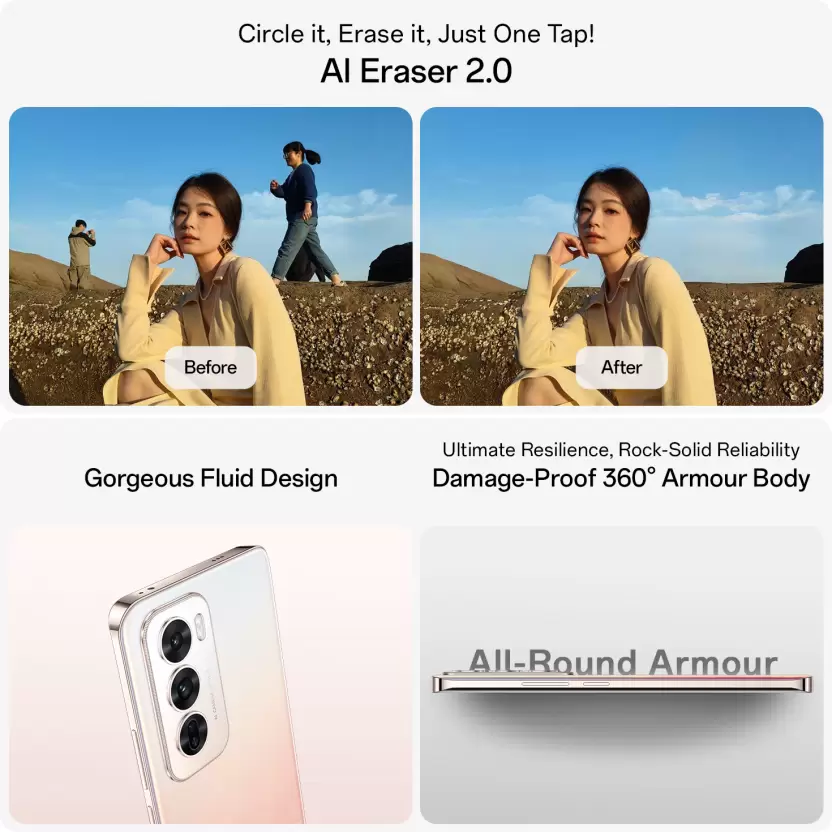 Circle it, Erase it, Just One Tap!
AI Eraser 2.0
Before
After
Gorgeous Fluid Design
Ultimate Resilience, Rock-Solid Reliability
Damage-Proof 360° Armour Body
All-Round Armour